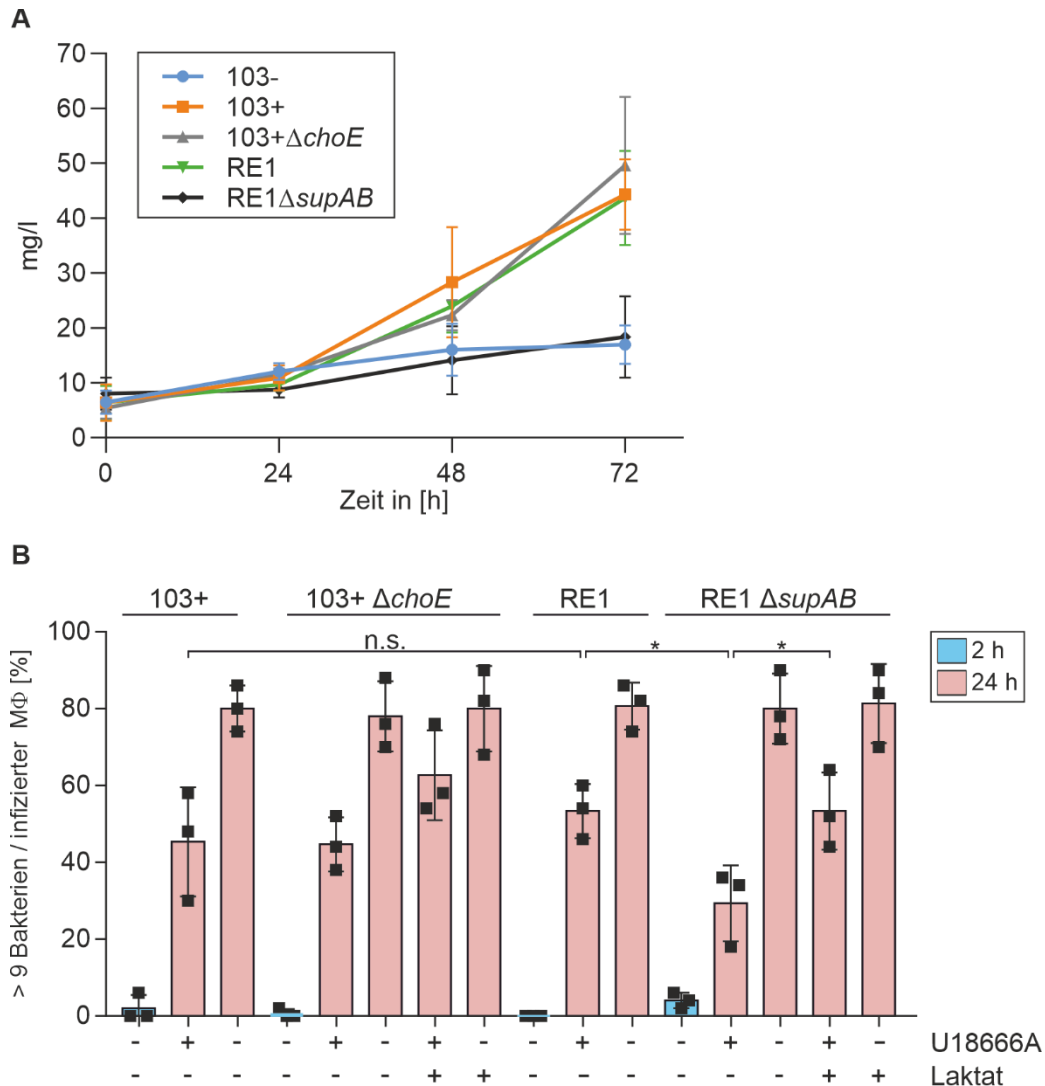 A
70
60
50
40
30
20
10
0
mg/l
103-
103+
103+ΔchoE
RE1
RE1ΔsupAB
0 24 48 72
Zeit in [h]
B
103+ 103+ ΔchoE RE1 RE1 ΔsupAB
100
80
60
40
20
0
> 9 Bakterien / infizierter MΦ [%]
n.s. * *
2 h
24 h
- + - - + - + - - + - - + - + - U18666A
- - - - - - + + - - - - - - + + Laktat